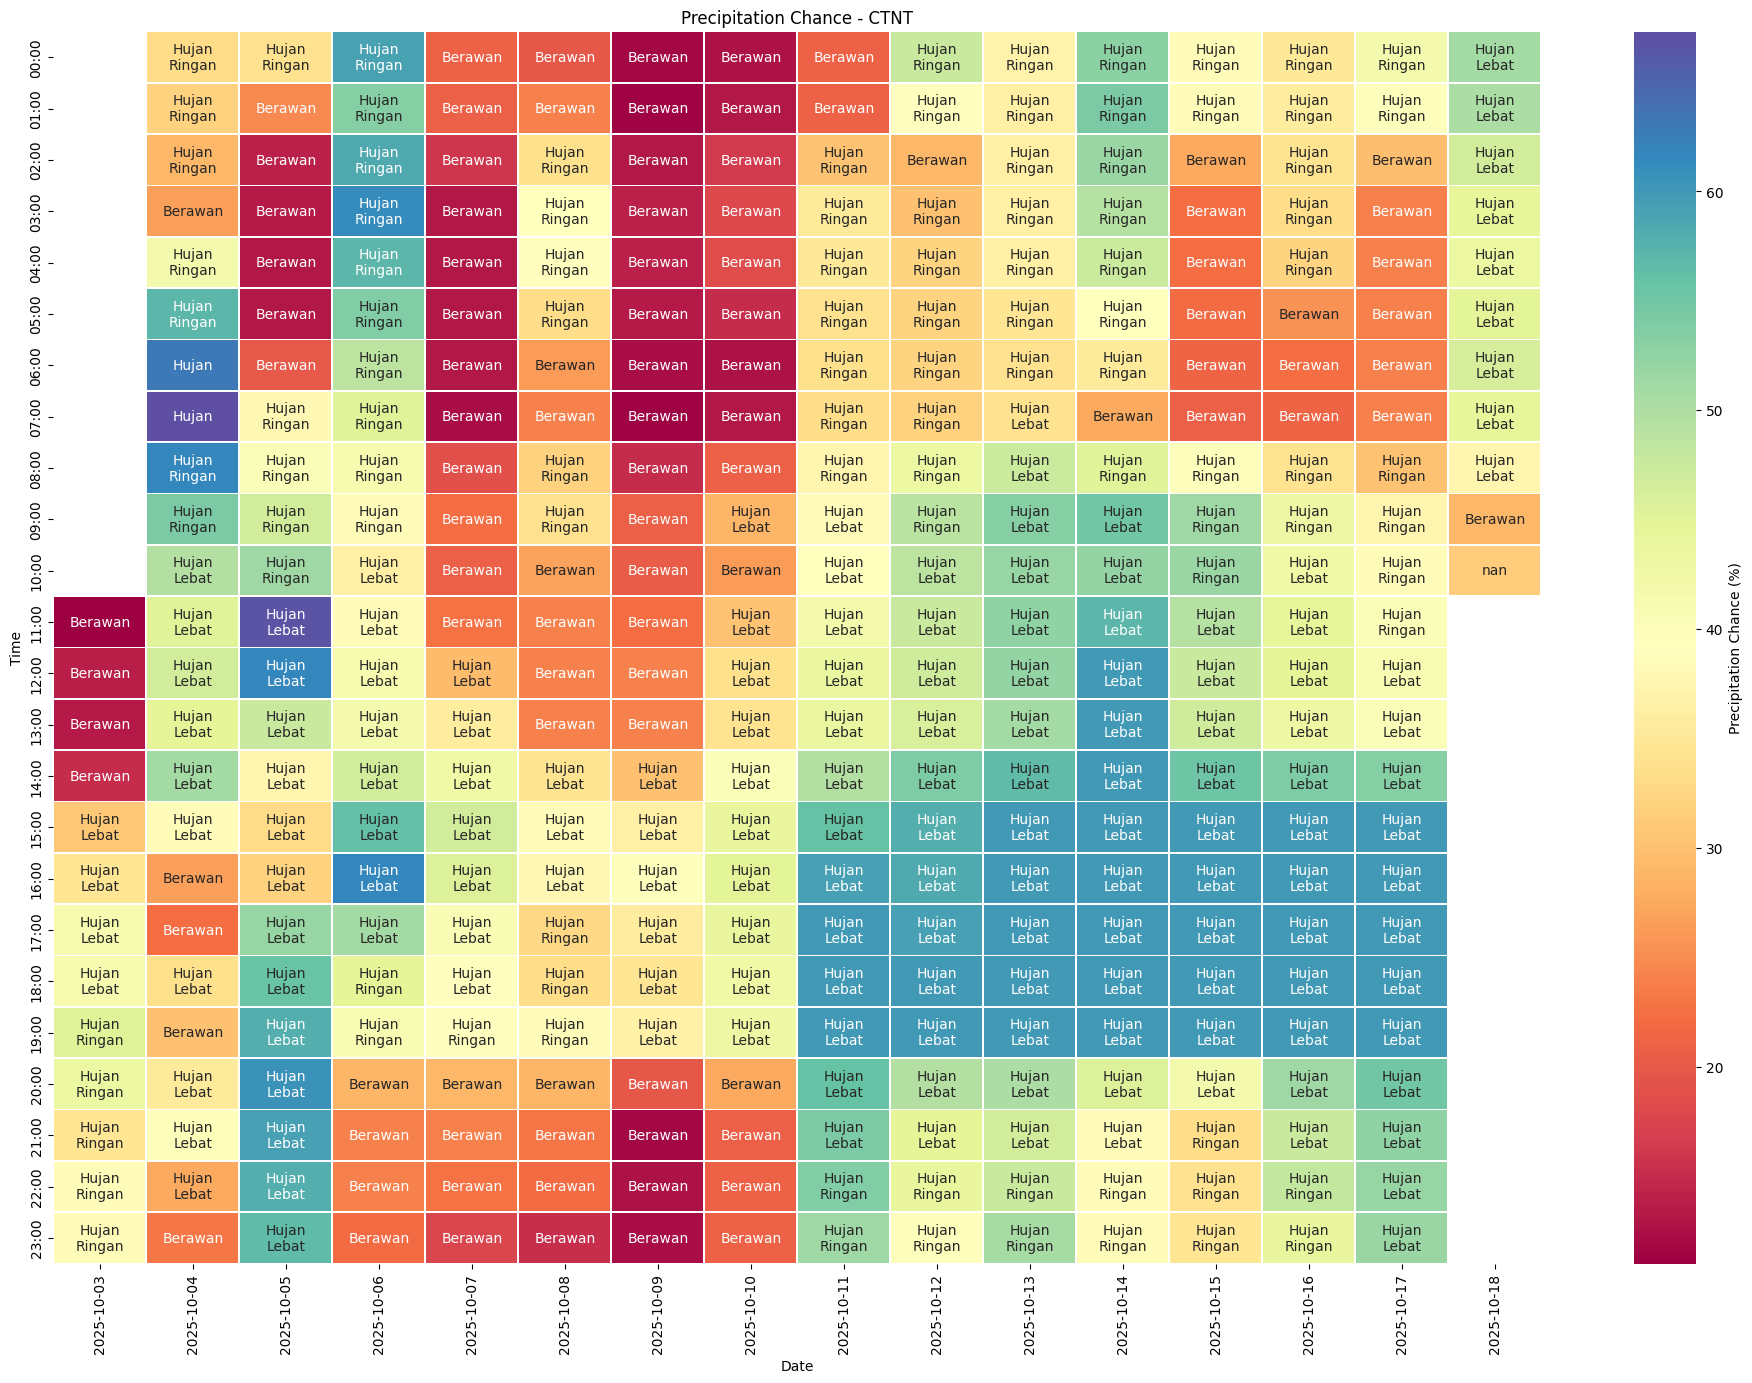 Precipitation Chance - CTNT
00:00 Hujan Ringan Hujan Ringan Hujan Ringan Berawan Berawan Berawan Berawan Berawan Hujan Ringan Hujan Ringan Hujan Ringan Hujan Ringan Hujan Ringan Hujan Ringan Hujan Lebat
01:00 Hujan Ringan Berawan Hujan Ringan Berawan Berawan Berawan Berawan Berawan Hujan Ringan Hujan Ringan Hujan Ringan Hujan Ringan Hujan Ringan Hujan Ringan Hujan Lebat
02:00 Hujan Ringan Berawan Hujan Ringan Berawan Hujan Ringan Berawan Berawan Hujan Ringan Berawan Hujan Ringan Hujan Ringan Berawan Hujan Ringan Berawan Hujan Lebat
03:00 Berawan Berawan Hujan Ringan Berawan Hujan Ringan Berawan Berawan Hujan Ringan Hujan Ringan Hujan Ringan Hujan Ringan Berawan Hujan Ringan Berawan Hujan Lebat
04:00 Hujan Ringan Berawan Hujan Ringan Berawan Hujan Ringan Berawan Berawan Hujan Ringan Hujan Ringan Hujan Ringan Hujan Ringan Berawan Hujan Ringan Berawan Hujan Lebat
05:00 Hujan Ringan Berawan Hujan Ringan Berawan Hujan Ringan Berawan Berawan Hujan Ringan Hujan Ringan Hujan Ringan Hujan Ringan Berawan Berawan Berawan Hujan Lebat
06:00 Hujan Berawan Hujan Ringan Berawan Berawan Berawan Berawan Hujan Ringan Hujan Ringan Hujan Ringan Hujan Ringan Berawan Berawan Berawan Hujan Lebat
07:00 Hujan Hujan Ringan Hujan Ringan Berawan Berawan Berawan Berawan Hujan Ringan Hujan Ringan Hujan Lebat Berawan Berawan Berawan Berawan Hujan Lebat
08:00 Hujan Ringan Hujan Ringan Hujan Ringan Berawan Hujan Ringan Berawan Berawan Hujan Ringan Hujan Ringan Hujan Lebat Hujan Ringan Hujan Ringan Hujan Ringan Hujan Ringan Hujan Lebat
09:00 Hujan Ringan Hujan Ringan Hujan Ringan Berawan Hujan Ringan Berawan Hujan Lebat Hujan Lebat Hujan Ringan Hujan Lebat Hujan Lebat Hujan Ringan Hujan Ringan Hujan Ringan Berawan
10:00 Hujan Lebat Hujan Ringan Hujan Lebat Berawan Berawan Berawan Berawan Hujan Lebat Hujan Lebat Hujan Lebat Hujan Lebat Hujan Ringan Hujan Lebat Hujan Ringan nan
11:00 Berawan Hujan Lebat Hujan Lebat Hujan Lebat Berawan Berawan Berawan Hujan Lebat Hujan Lebat Hujan Lebat Hujan Lebat Hujan Lebat Hujan Lebat Hujan Lebat Hujan Ringan
12:00 Berawan Hujan Lebat Hujan Lebat Hujan Lebat Hujan Lebat Berawan Berawan Hujan Lebat Hujan Lebat Hujan Lebat Hujan Lebat Hujan Lebat Hujan Lebat Hujan Lebat Hujan Lebat
13:00 Berawan Hujan Lebat Hujan Lebat Hujan Lebat Hujan Lebat Berawan Berawan Hujan Lebat Hujan Lebat Hujan Lebat Hujan Lebat Hujan Lebat Hujan Lebat Hujan Lebat Hujan Lebat
14:00 Berawan Hujan Lebat Hujan Lebat Hujan Lebat Hujan Lebat Hujan Lebat Hujan Lebat Hujan Lebat Hujan Lebat Hujan Lebat Hujan Lebat Hujan Lebat Hujan Lebat Hujan Lebat Hujan Lebat
15:00 Hujan Lebat Hujan Lebat Hujan Lebat Hujan Lebat Hujan Lebat Hujan Lebat Hujan Lebat Hujan Lebat Hujan Lebat Hujan Lebat Hujan Lebat Hujan Lebat Hujan Lebat Hujan Lebat Hujan Lebat
16:00 Hujan Lebat Berawan Hujan Lebat Hujan Lebat Hujan Lebat Hujan Lebat Hujan Lebat Hujan Lebat Hujan Lebat Hujan Lebat Hujan Lebat Hujan Lebat Hujan Lebat Hujan Lebat Hujan Lebat
17:00 Hujan Lebat Berawan Hujan Lebat Hujan Lebat Hujan Lebat Hujan Ringan Hujan Lebat Hujan Lebat Hujan Lebat Hujan Lebat Hujan Lebat Hujan Lebat Hujan Lebat Hujan Lebat Hujan Lebat
18:00 Hujan Lebat Hujan Lebat Hujan Lebat Hujan Ringan Hujan Lebat Hujan Ringan Hujan Lebat Hujan Lebat Hujan Lebat Hujan Lebat Hujan Lebat Hujan Lebat Hujan Lebat Hujan Lebat Hujan Lebat
19:00 Hujan Ringan Berawan Hujan Lebat Hujan Ringan Hujan Ringan Hujan Ringan Hujan Lebat Hujan Lebat Hujan Lebat Hujan Lebat Hujan Lebat Hujan Lebat Hujan Lebat Hujan Lebat Hujan Lebat
20:00 Hujan Ringan Hujan Lebat Hujan Lebat Berawan Berawan Berawan Berawan Berawan Hujan Lebat Hujan Lebat Hujan Lebat Hujan Lebat Hujan Lebat Hujan Lebat Hujan Lebat
21:00 Hujan Ringan Hujan Lebat Hujan Lebat Berawan Berawan Berawan Berawan Berawan Hujan Lebat Hujan Lebat Hujan Lebat Hujan Lebat Hujan Ringan Hujan Lebat Hujan Lebat
22:00 Hujan Ringan Hujan Lebat Hujan Lebat Berawan Berawan Berawan Berawan Berawan Hujan Ringan Hujan Ringan Hujan Ringan Hujan Ringan Hujan Ringan Hujan Ringan Hujan Lebat
23:00 Hujan Ringan Berawan Hujan Lebat Berawan Berawan Berawan Berawan Berawan Hujan Ringan Hujan Ringan Hujan Ringan Hujan Ringan Hujan Ringan Hujan Ringan Hujan Lebat
Time
2025-10-03 2025-10-04 2025-10-05 2025-10-06 2025-10-07 2025-10-08 2025-10-09 2025-10-10 2025-10-11 2025-10-12 2025-10-13 2025-10-14 2025-10-15 2025-10-16 2025-10-17 2025-10-18
Date
60
50
40
30
20
Precipitation Chance (%)